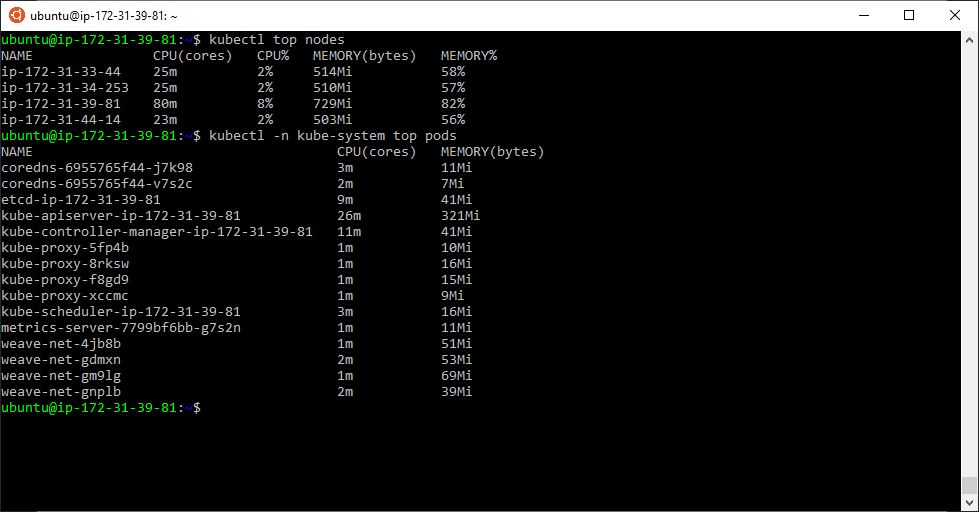 ubuntu@ip-172-31-39-81: ~
ubuntu@ip-172-31-39-81:~$ kubectl top nodes
NAME               CPU(cores)   CPU%   MEMORY(bytes)   MEMORY%
ip-172-31-33-44    25m          2%     514Mi           58%
ip-172-31-34-253   25m          2%     510Mi           57%
ip-172-31-39-81    80m          8%     729Mi           82%
ip-172-31-44-14    23m          2%     503Mi           56%
ubuntu@ip-172-31-39-81:~$ kubectl -n kube-system top pods
NAME                                      CPU(cores)   MEMORY(bytes)
coredns-6955765f44-j7k98                  3m           11Mi
coredns-6955765f44-v7s2c                  2m           7Mi
etcd-ip-172-31-39-81                      9m           41Mi
kube-apiserver-ip-172-31-39-81            26m          321Mi
kube-controller-manager-ip-172-31-39-81   11m          41Mi
kube-proxy-5fp4b                          1m           10Mi
kube-proxy-8rksw                          1m           16Mi
kube-proxy-f8gd9                          1m           15Mi
kube-proxy-xccmc                          1m           9Mi
kube-scheduler-ip-172-31-39-81            3m           16Mi
metrics-server-7799bf6bb-g7s2n            1m           11Mi
weave-net-4jb8b                           1m           51Mi
weave-net-gdmxn                           2m           53Mi
weave-net-gm9lg                           1m           69Mi
weave-net-gnplb                           2m           39Mi
ubuntu@ip-172-31-39-81:~$